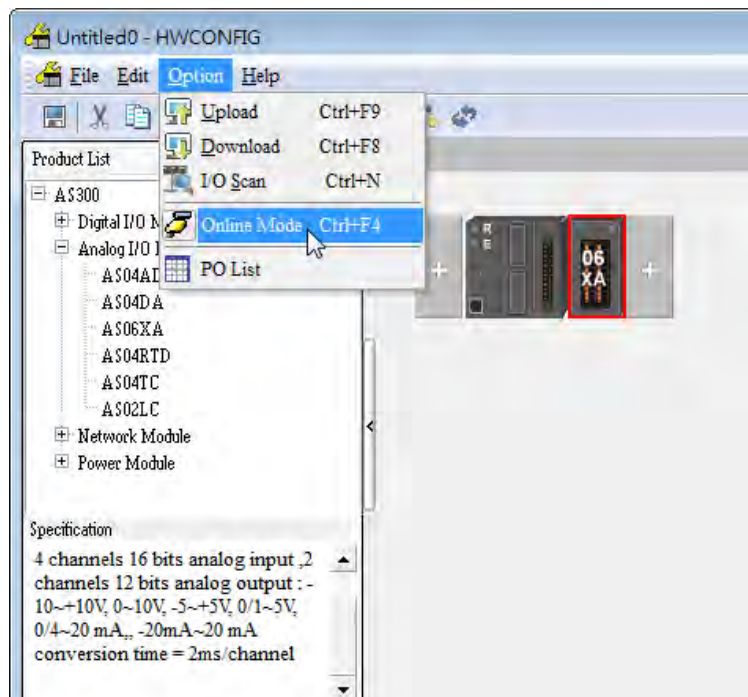 Untitled0 - HWCONFIG
File Edit Option Help
Upload Ctrl+F9
Download Ctrl+F8
I/O Scan Ctrl+N
Online Mode Ctrl+F4
PO List
Product List
AS300
Digital I/O
Analog I/O
AS04AD
AS04DA
AS06XA
AS04RTD
AS04TC
AS02LC
Network Module
Power Module
R
E
06
XA
Specification
4 channels 16 bits analog input ,2
channels 12 bits analog output : -
10~+10V, 0~10V, -5~+5V, 0/1~5V,
0/4~20 mA,, -20mA~20 mA
conversion time = 2ms/channel